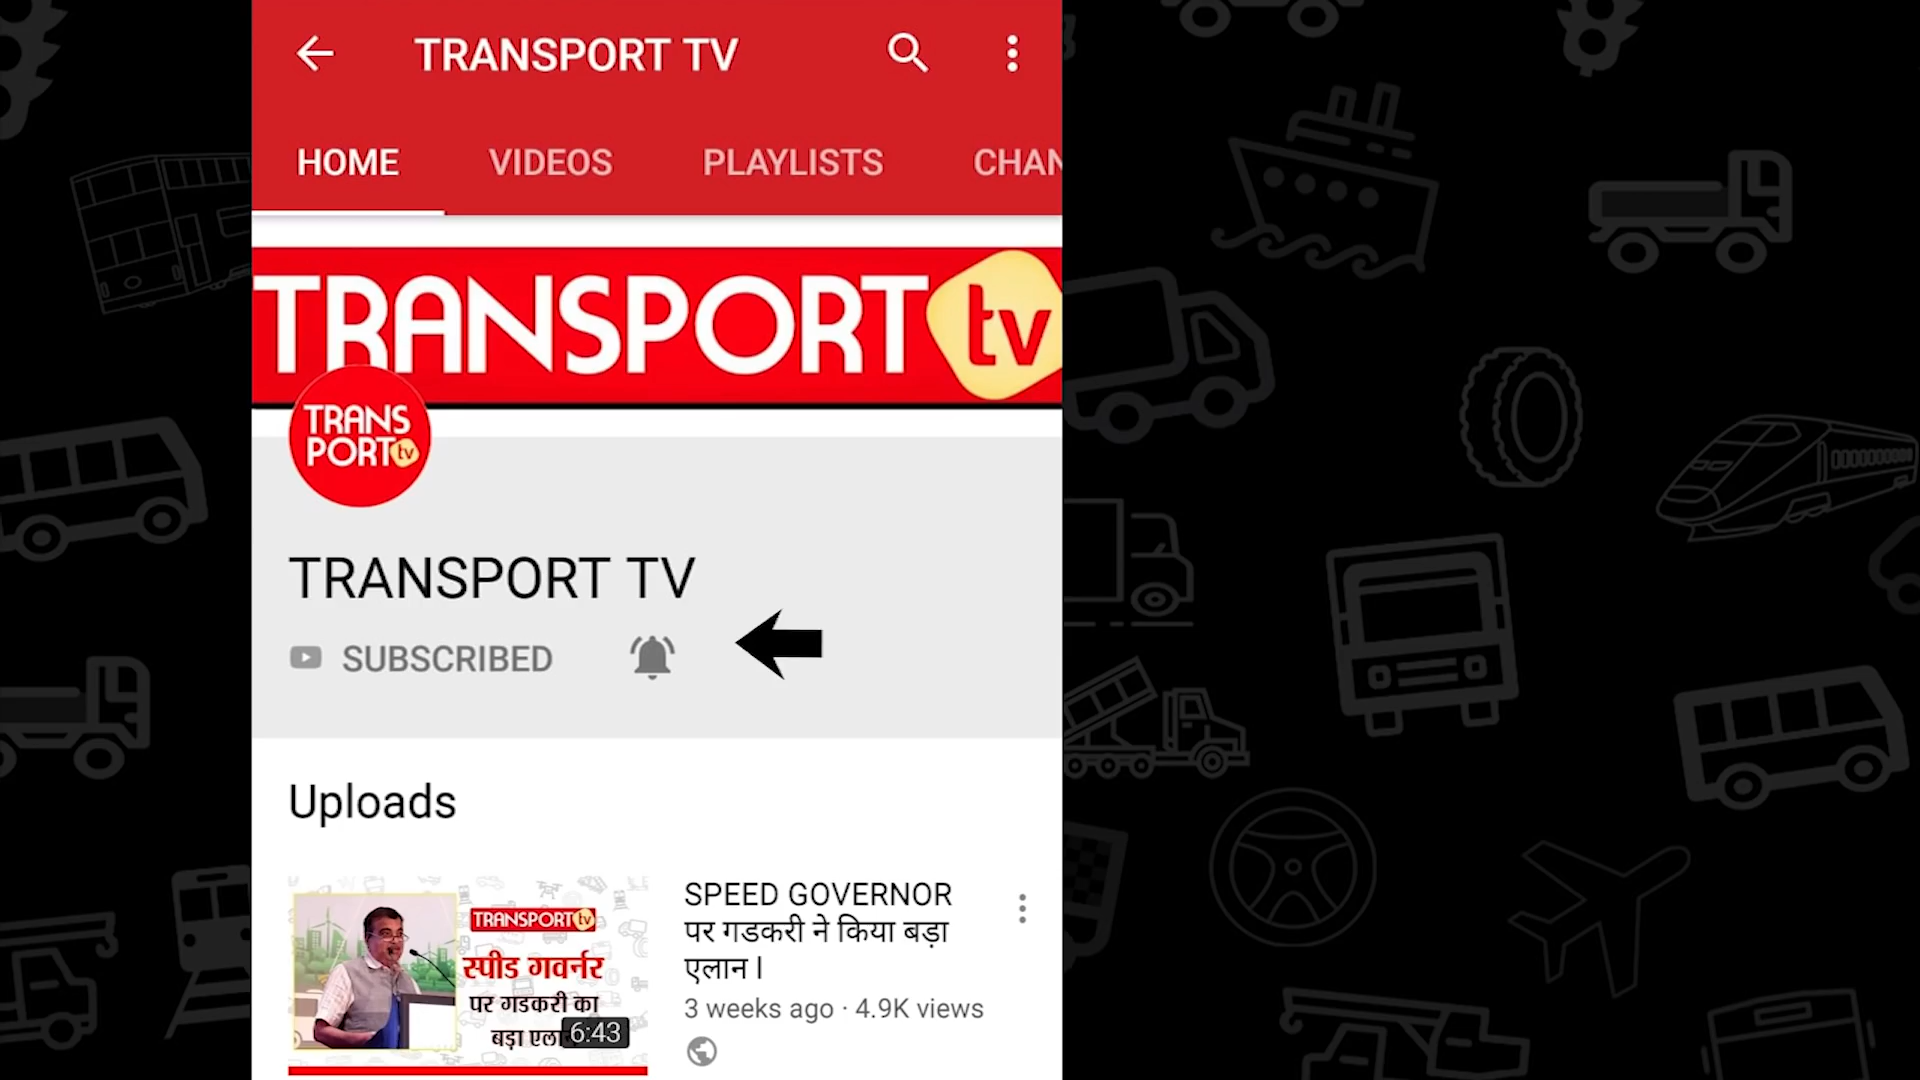 TRANSPORT TV
HOME VIDEOS PLAYLISTS CHAN
TRANSPORT tv
TRANS
PORT tv
TRANSPORT TV
SUBSCRIBED
Uploads
TRANSPORT tv
स्पीड गवर्नर
पर गडकरी का
बड़ा एला
6:43
SPEED GOVERNOR
पर गडकरी ने किया बड़ा
एलान l
3 weeks ago · 4.9K views